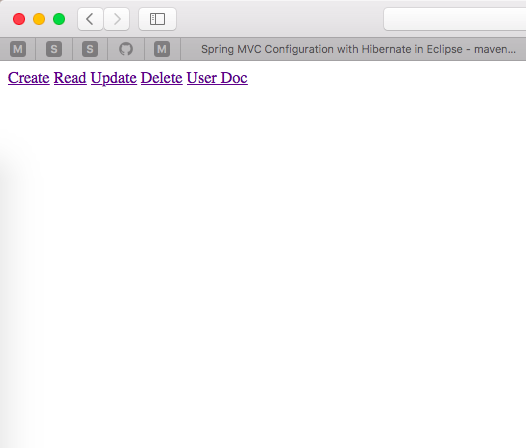 M S S M Spring MVC Configuration with Hibernate in Eclipse - maven...
Create Read Update Delete User Doc